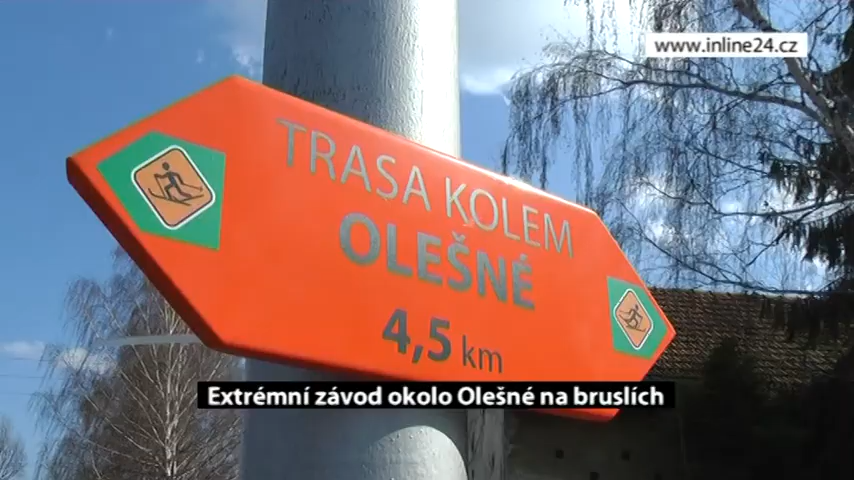 www.inline24.cz
TRASA KOLEM
OLEŠNÉ
4,5 km
Extrémní závod okolo Olešné na bruslích